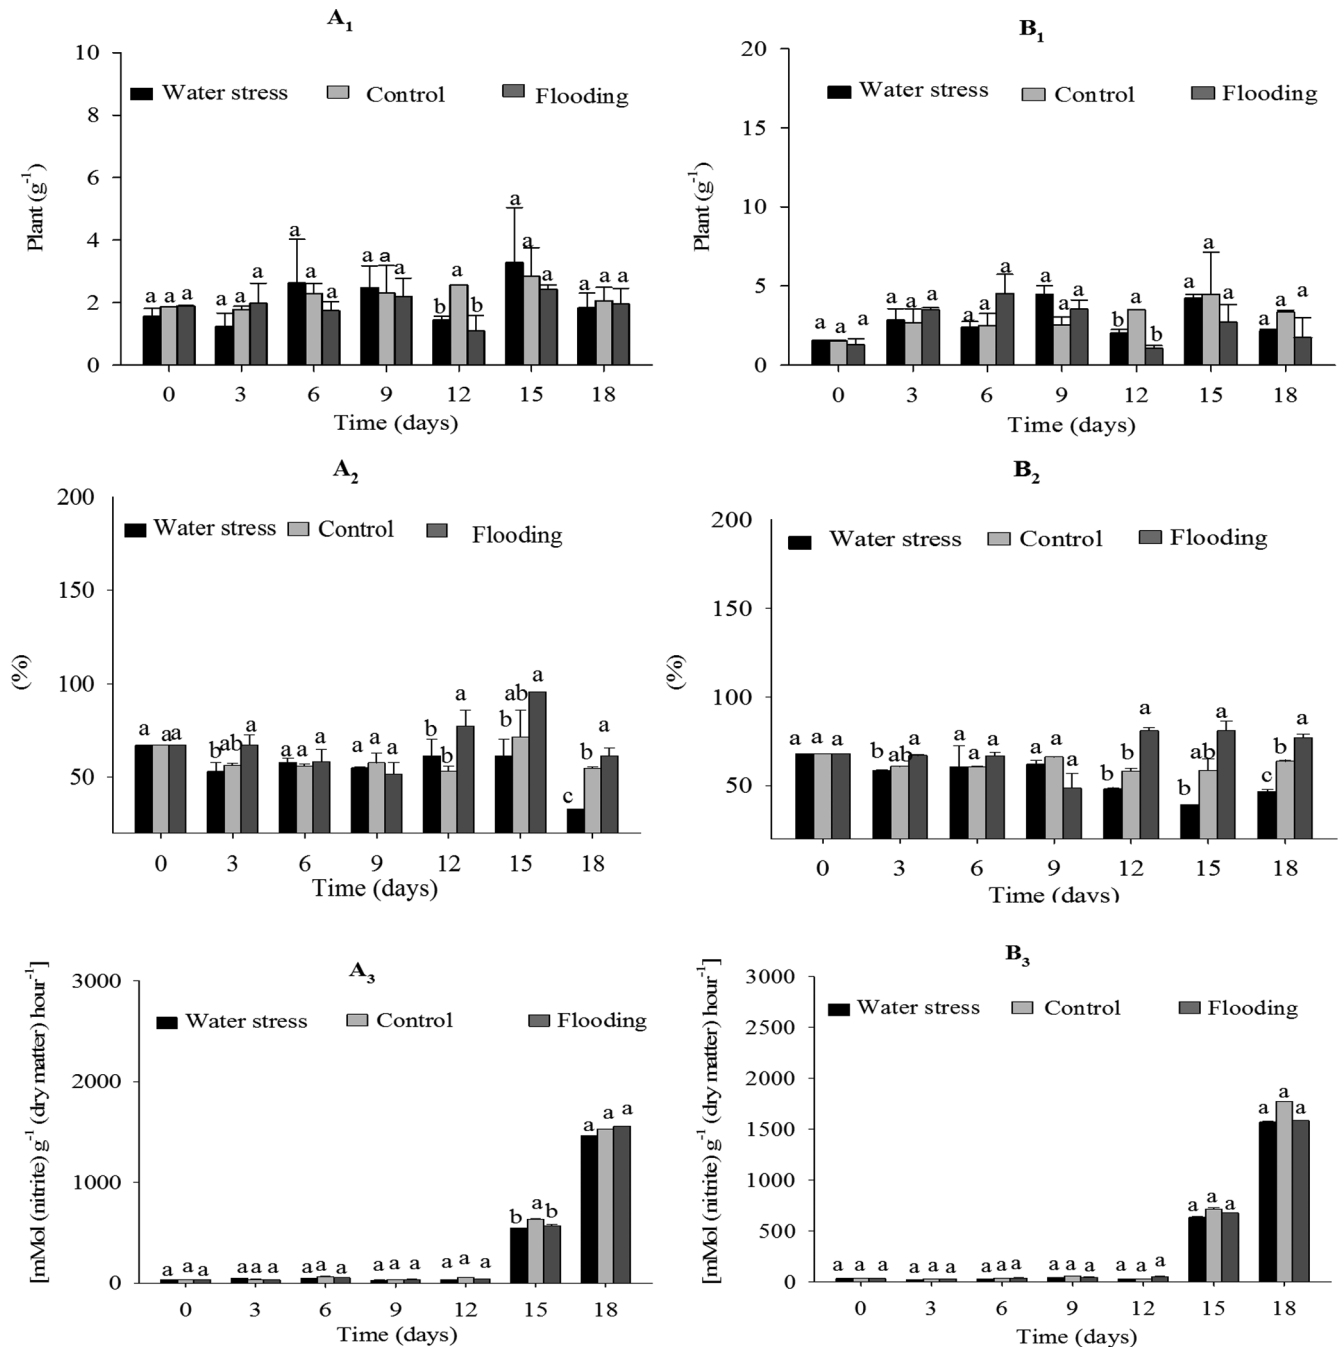 A1
10
8
6
4
2
0
Plant (g-1)
Water stress Control Flooding
a a a a a a a a a a a a b a b a a a a a a
0 3 6 9 12 15 18
Time (days)
B1
20
15
10
5
0
Plant (g-1)
Water stress Control Flooding
a a a a a a a a a a a a b a b a a a a a a
0 3 6 9 12 15 18
Time (days)
A2
200
150
100
50
(%)
Water stress Control Flooding
a a a b ab a a a a a a a b b a b ab a c b a
0 3 6 9 12 15 18
Time (days)
B2
200
150
100
50
(%)
Water stress Control Flooding
a a a b ab a a a a a a a b b a b ab a c b a
0 3 6 9 12 15 18
Time (days)
A3
3000
2000
1000
0
[mMol (nitrite) g-1 (dry matter) hour-1]
Water stress Control Flooding
a a a a a a a a a a a a a a a b a b a a a
0 3 6 9 12 15 18
Time (days)
B3
3000
2500
2000
1500
1000
500
0
[mMol (nitrite) g-1 (dry matter) hour-1]
Water stress Control Flooding
a a a a a a a a a a a a a a a a a a a a a
0 3 6 9 12 15 18
Time (days)